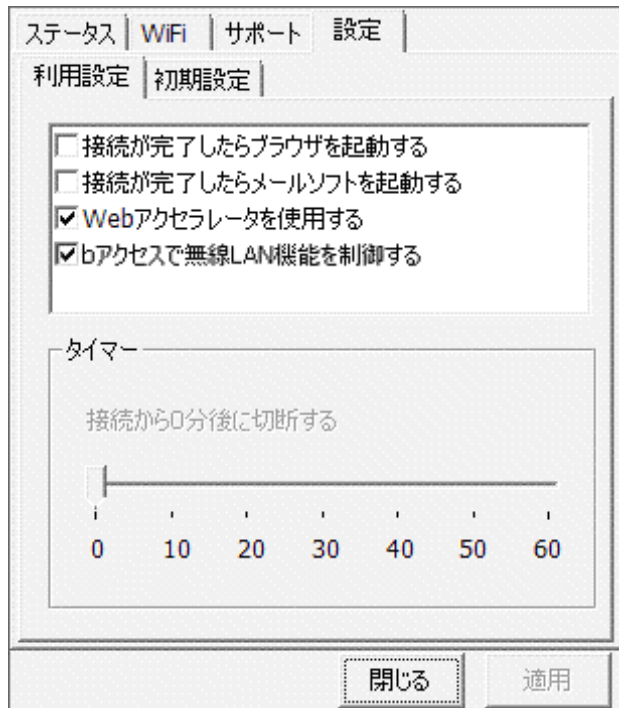 ステータス WiFi サポート 設定
利用設定 初期設定
接続が完了したらブラウザを起動する
接続が完了したらメールソフトを起動する
Webアクセラレータを使用する
bアクセスで無線LAN機能を制御する
タイマー
接続から0分後に切断する
0 10 20 30 40 50 60
閉じる 適用